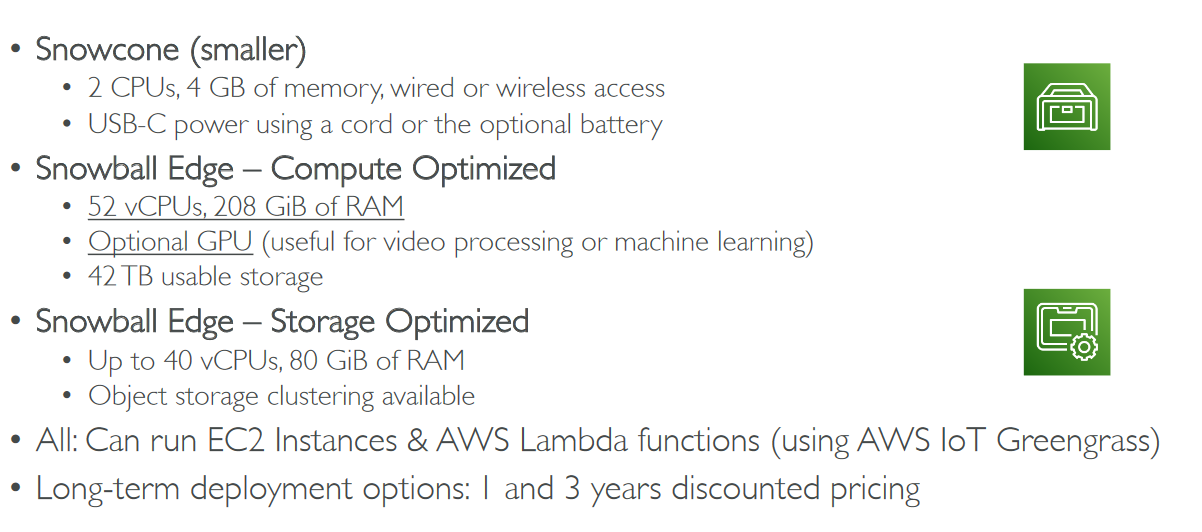 • Snowcone (smaller)
• 2 CPUs, 4 GB of memory, wired or wireless access
• USB-C power using a cord or the optional battery
• Snowball Edge – Compute Optimized
• 52 vCPUs, 208 GiB of RAM
• Optional GPU (useful for video processing or machine learning)
• 42 TB usable storage
• Snowball Edge – Storage Optimized
• Up to 40 vCPUs, 80 GiB of RAM
• Object storage clustering available
• All: Can run EC2 Instances & AWS Lambda functions (using AWS IoT Greengrass)
• Long-term deployment options: 1 and 3 years discounted pricing